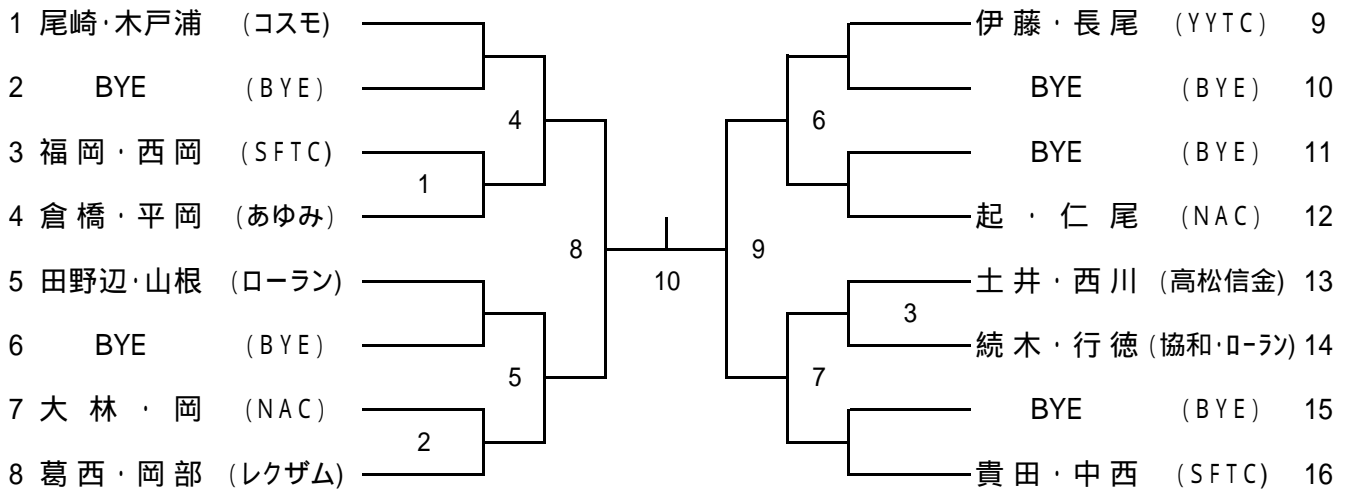 1 尾崎・木戸浦 (コスモ)
2 BYE (BYE)
3 福岡・西岡 (SFTC)
4 倉橋・平岡 (あゆみ)
5 田野辺・山根 (ローラン)
6 BYE (BYE)
7 大林・岡 (NAC)
8 葛西・岡部 (レクザム)
4
1
8
5
2
10
伊藤・長尾 (YYTC) 9
BYE (BYE) 10
BYE (BYE) 11
起・仁尾 (NAC) 12
土井・西川 (高松信金) 13
続木・行徳 (協和・ローラン) 14
BYE (BYE) 15
貴田・中西 (SFTC) 16
6
9
3
7